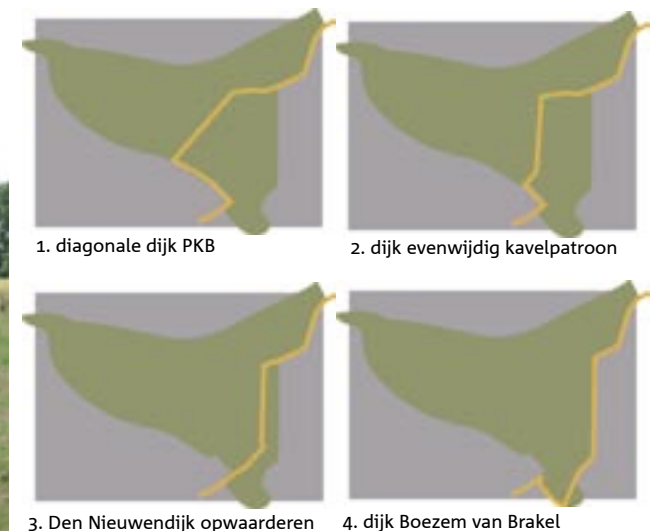 1. diagonale dijk PKB
2. dijk evenwijdig kavelpatroon
3. Den Nieuwendijk opwaarderen
4. dijk Boezem van Brakel